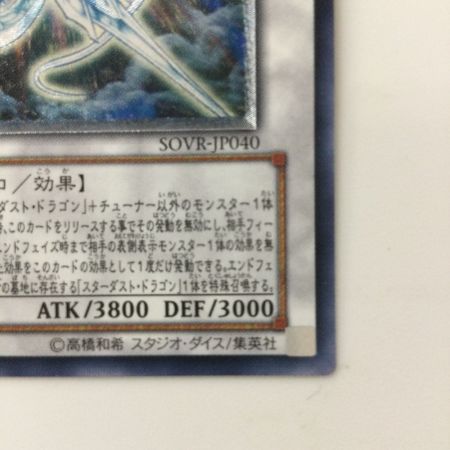 SOVR-JP040
ロ／効果】
ダスト・ドラゴン」＋チューナー以外のモンスター1体
、このカードをリリースする事でその発動を無効にし、相手フィー
エンドフェイズ時まで相手の表側表示モンスター1体の効果を無
た効果をこのカードの効果として1度だけ発動できる。エンドフェ
の墓地に存在する「スターダスト・ドラゴン」1体を特殊召喚する。
ATK/3800 DEF/3000
©高橋和希 スタジオ・ダイス/集英社